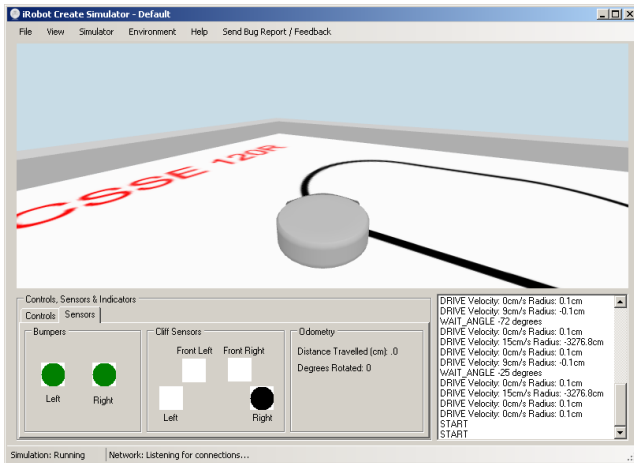 iRobot Create Simulator - Default
File View Simulator Environment Help Send Bug Report / Feedback
CSSE 120R
Controls, Sensors & Indicators
Controls Sensors
Bumpers
Left Right
Cliff Sensors
Front Left Front Right
Left Right
Odometry
Distance Travelled (cm): .0
Degrees Rotated: 0
DRIVE Velocity: 0cm/s Radius: 0.1cm
DRIVE Velocity: 9cm/s Radius: -0.1cm
WAIT_ANGLE -72 degrees
DRIVE Velocity: 0cm/s Radius: 0.1cm
DRIVE Velocity: 15cm/s Radius: -3276.8cm
DRIVE Velocity: 0cm/s Radius: 0.1cm
DRIVE Velocity: 9cm/s Radius: -0.1cm
WAIT_ANGLE -25 degrees
DRIVE Velocity: 0cm/s Radius: 0.1cm
DRIVE Velocity: 15cm/s Radius: -3276.8cm
DRIVE Velocity: 0cm/s Radius: 0.1cm
DRIVE Velocity: 0cm/s Radius: 0.1cm
START
START
Simulation: Running Network: Listening for connections...